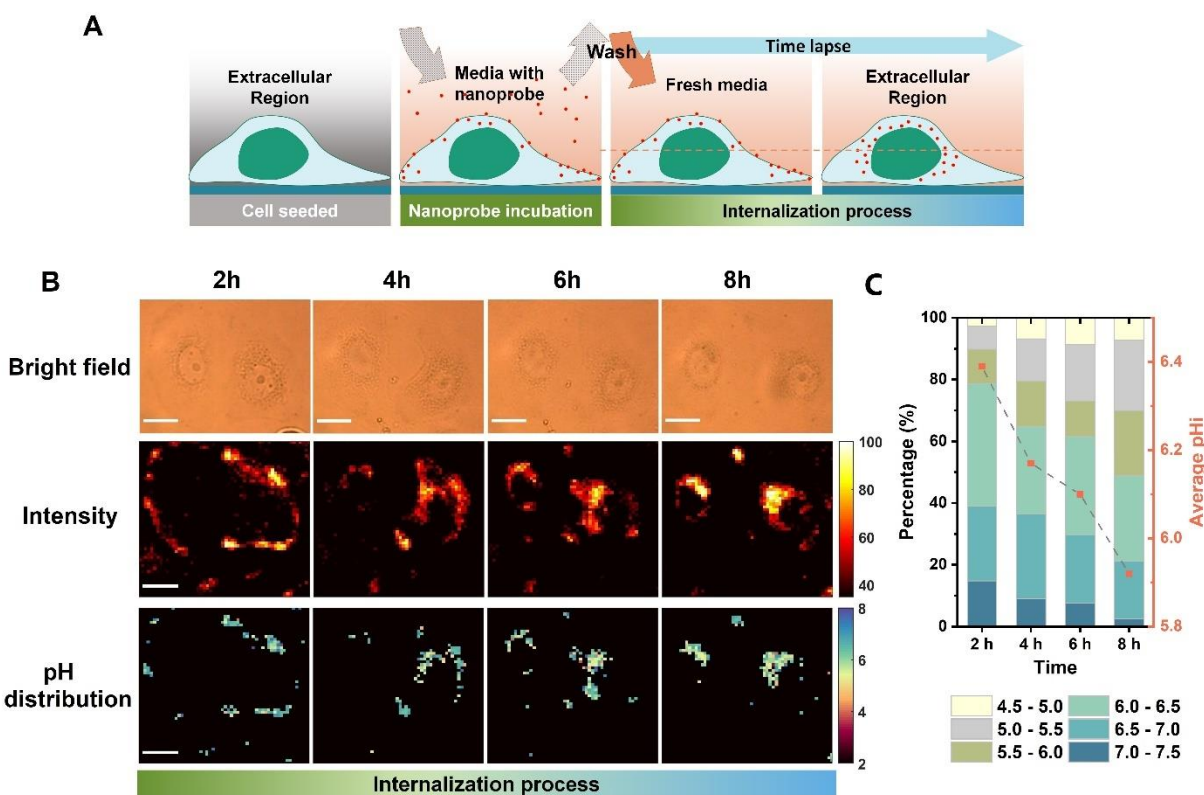 A
Extracellular
Region
Media with
nanoprobe
Wash
Time lapse
Fresh media
Extracellular
Region
Cell seeded
Nanoprobe incubation
Internalization process
B
2h
4h
6h
8h
Bright field
Intensity
100
80
60
40
pH
distribution
8
6
4
2
Internalization process
C
Percentage (%)
100
80
60
40
20
0
6.4
6.2
6.0
5.8
Average pHi
2 h
4 h
6 h
8 h
Time
4.5 - 5.0
6.0 - 6.5
5.0 - 5.5
6.5 - 7.0
5.5 - 6.0
7.0 - 7.5